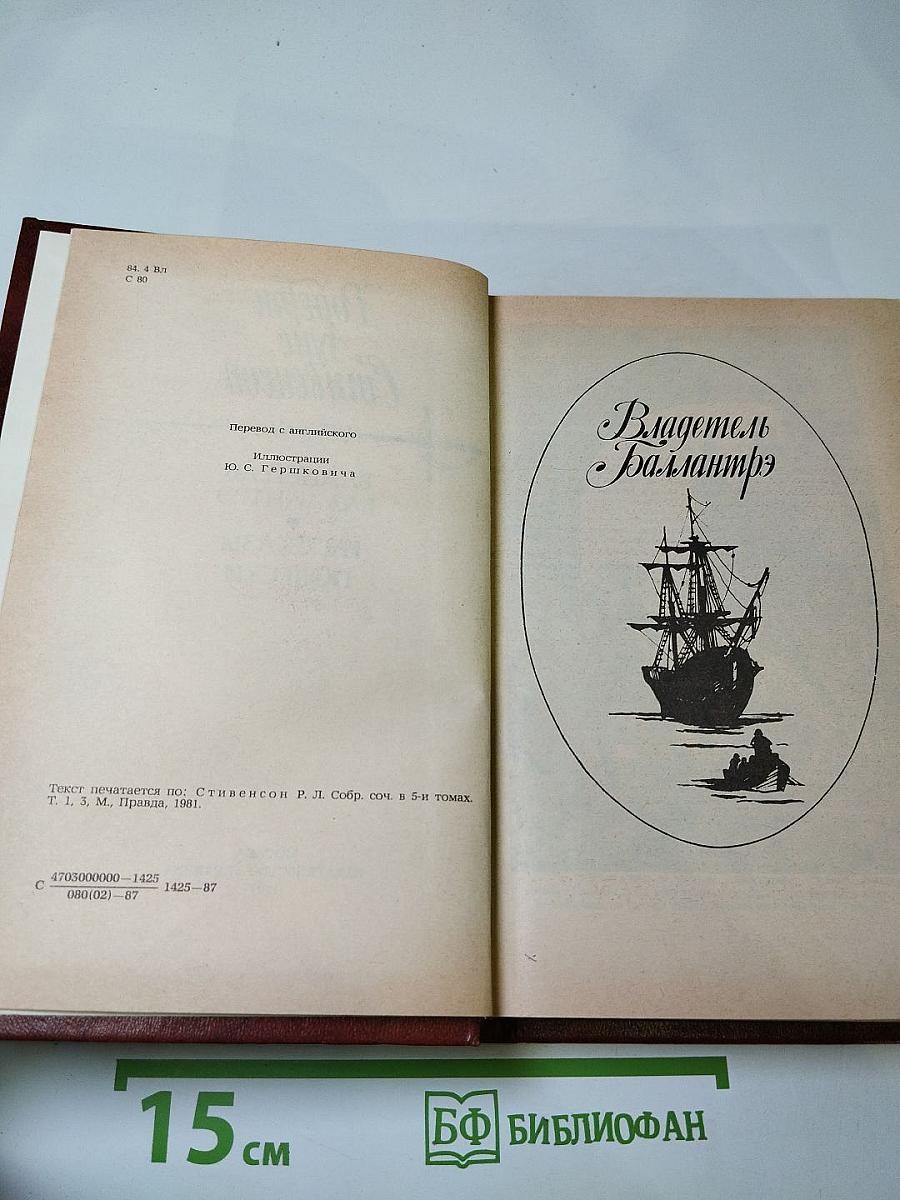 84. 4 Вл
С 80
Перевод с английского
Иллюстрации
Ю. С. Гершковича
Текст печатается по: Стивенсон Р. Л. Собр. соч. в 5-и томах.
Т. 1, 3, М., Правда, 1981.
С 4703000000—1425 1425—87
080(02)—87
Владетель
Баллантрэ
15 см
БФ БИБЛИОФАН